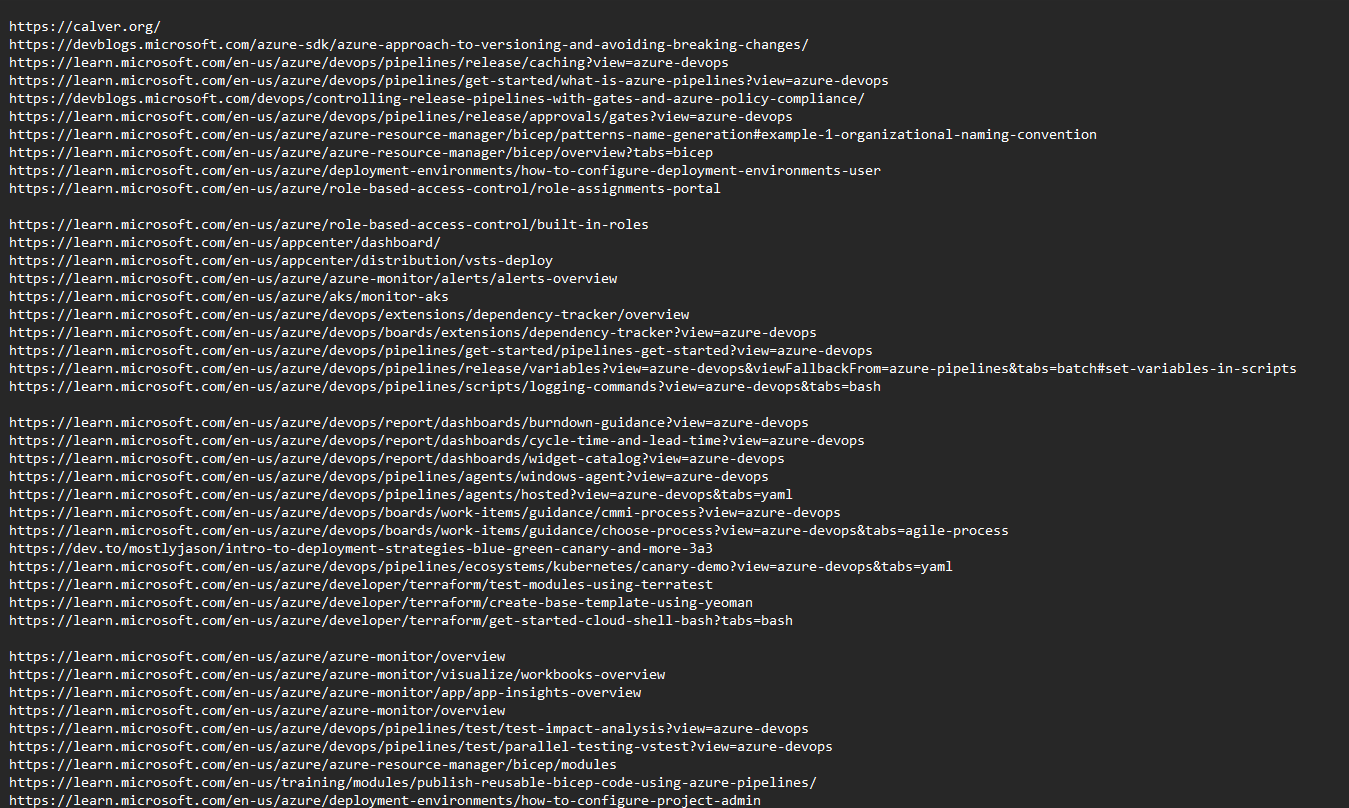 https://calver.org/
https://devblogs.microsoft.com/azure-sdk/azure-approach-to-versioning-and-avoiding-breaking-changes/
https://learn.microsoft.com/en-us/azure/devops/pipelines/release/caching?view=azure-devops
https://learn.microsoft.com/en-us/azure/devops/pipelines/get-started/what-is-azure-pipelines?view=azure-devops
https://devblogs.microsoft.com/devops/controlling-release-pipelines-with-gates-and-azure-policy-compliance/
https://learn.microsoft.com/en-us/azure/devops/pipelines/release/approvals/gates?view=azure-devops
https://learn.microsoft.com/en-us/azure/azure-resource-manager/bicep/patterns-name-generation#example-1-organizational-naming-convention
https://learn.microsoft.com/en-us/azure/azure-resource-manager/bicep/overview?tabs=bicep
https://learn.microsoft.com/en-us/azure/deployment-environments/how-to-configure-deployment-environments-user
https://learn.microsoft.com/en-us/azure/role-based-access-control/role-assignments-portal

https://learn.microsoft.com/en-us/azure/role-based-access-control/built-in-roles
https://learn.microsoft.com/en-us/appcenter/dashboard/
https://learn.microsoft.com/en-us/appcenter/distribution/vsts-deploy
https://learn.microsoft.com/en-us/azure/azure-monitor/alerts/alerts-overview
https://learn.microsoft.com/en-us/azure/aks/monitor-aks
https://learn.microsoft.com/en-us/azure/devops/extensions/dependency-tracker/overview
https://learn.microsoft.com/en-us/azure/devops/boards/extensions/dependency-tracker?view=azure-devops
https://learn.microsoft.com/en-us/azure/devops/pipelines/get-started/pipelines-get-started?view=azure-devops
https://learn.microsoft.com/en-us/azure/devops/pipelines/release/variables?view=azure-devops&viewFallbackFrom=azure-pipelines&tabs=batch#set-variables-in-scripts
https://learn.microsoft.com/en-us/azure/devops/pipelines/scripts/logging-commands?view=azure-devops&tabs=bash

https://learn.microsoft.com/en-us/azure/devops/report/dashboards/burndown-guidance?view=azure-devops
https://learn.microsoft.com/en-us/azure/devops/report/dashboards/cycle-time-and-lead-time?view=azure-devops
https://learn.microsoft.com/en-us/azure/devops/report/dashboards/widget-catalog?view=azure-devops
https://learn.microsoft.com/en-us/azure/devops/pipelines/agents/windows-agent?view=azure-devops
https://learn.microsoft.com/en-us/azure/devops/pipelines/agents/hosted?view=azure-devops&tabs=yaml
https://learn.microsoft.com/en-us/azure/devops/boards/work-items/guidance/cmmi-process?view=azure-devops
https://learn.microsoft.com/en-us/azure/devops/boards/work-items/guidance/choose-process?view=azure-devops&tabs=agile-process
https://dev.to/mostlyjason/intro-to-deployment-strategies-blue-green-canary-and-more-3a3
https://learn.microsoft.com/en-us/azure/devops/pipelines/ecosystems/kubernetes/canary-demo?view=azure-devops&tabs=yaml
https://learn.microsoft.com/en-us/azure/developer/terraform/test-modules-using-terratest
https://learn.microsoft.com/en-us/azure/developer/terraform/create-base-template-using-yeoman
https://learn.microsoft.com/en-us/azure/developer/terraform/get-started-cloud-shell-bash?tabs=bash

https://learn.microsoft.com/en-us/azure/azure-monitor/overview
https://learn.microsoft.com/en-us/azure/azure-monitor/visualize/workbooks-overview
https://learn.microsoft.com/en-us/azure/azure-monitor/app/app-insights-overview
https://learn.microsoft.com/en-us/azure/azure-monitor/overview
https://learn.microsoft.com/en-us/azure/devops/pipelines/test/test-impact-analysis?view=azure-devops
https://learn.microsoft.com/en-us/azure/devops/pipelines/test/parallel-testing-vstest?view=azure-devops
https://learn.microsoft.com/en-us/azure/azure-resource-manager/bicep/modules
https://learn.microsoft.com/en-us/training/modules/publish-reusable-bicep-code-using-azure-pipelines/
https://learn.microsoft.com/en-us/azure/deployment-environments/how-to-configure-project-admin